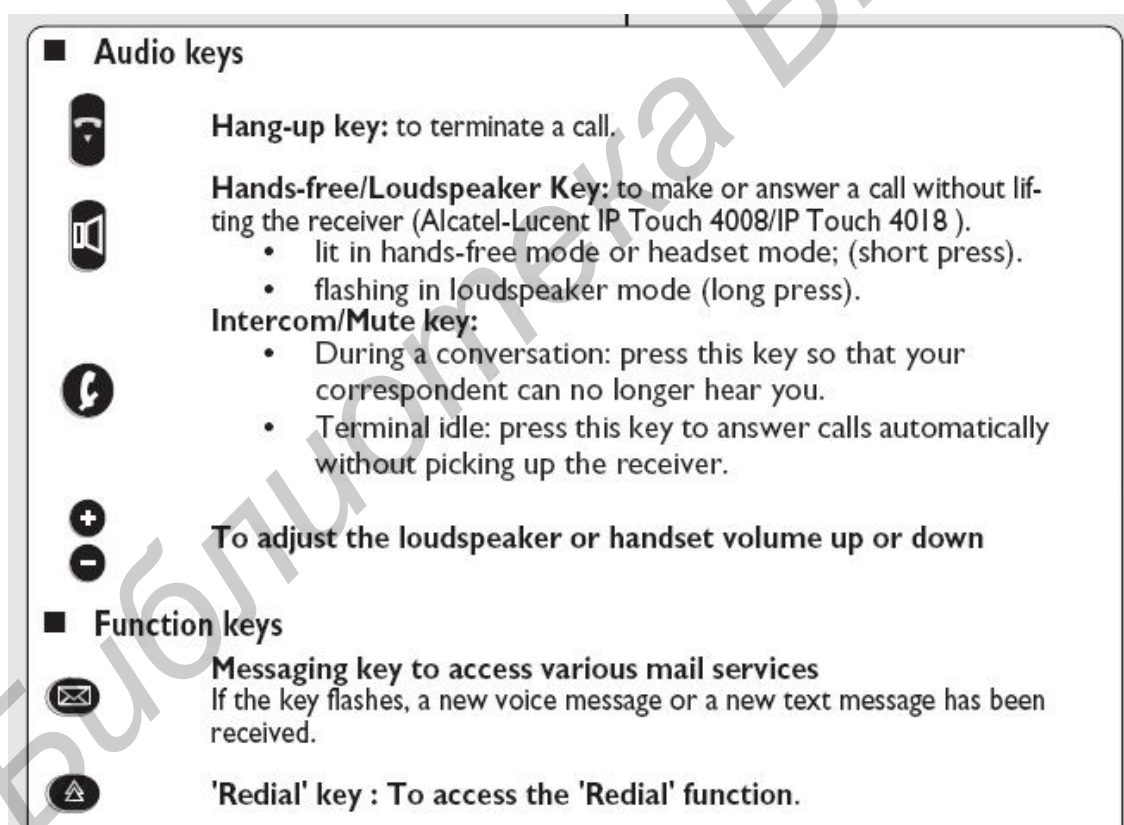 ■ Audio keys
Hang-up key: to terminate a call.
Hands-free/Loudspeaker Key: to make or answer a call without lif-
ting the receiver (Alcatel-Lucent IP Touch 4008/IP Touch 4018 ).
• lit in hands-free mode or headset mode; (short press).
• flashing in loudspeaker mode (long press).
Intercom/Mute key:
• During a conversation: press this key so that your
correspondent can no longer hear you.
• Terminal idle: press this key to answer calls automatically
without picking up the receiver.
To adjust the loudspeaker or handset volume up or down
■ Function keys
Messaging key to access various mail services
If the key flashes, a new voice message or a new text message has been
received.
'Redial' key : To access the 'Redial' function.
Библиотека